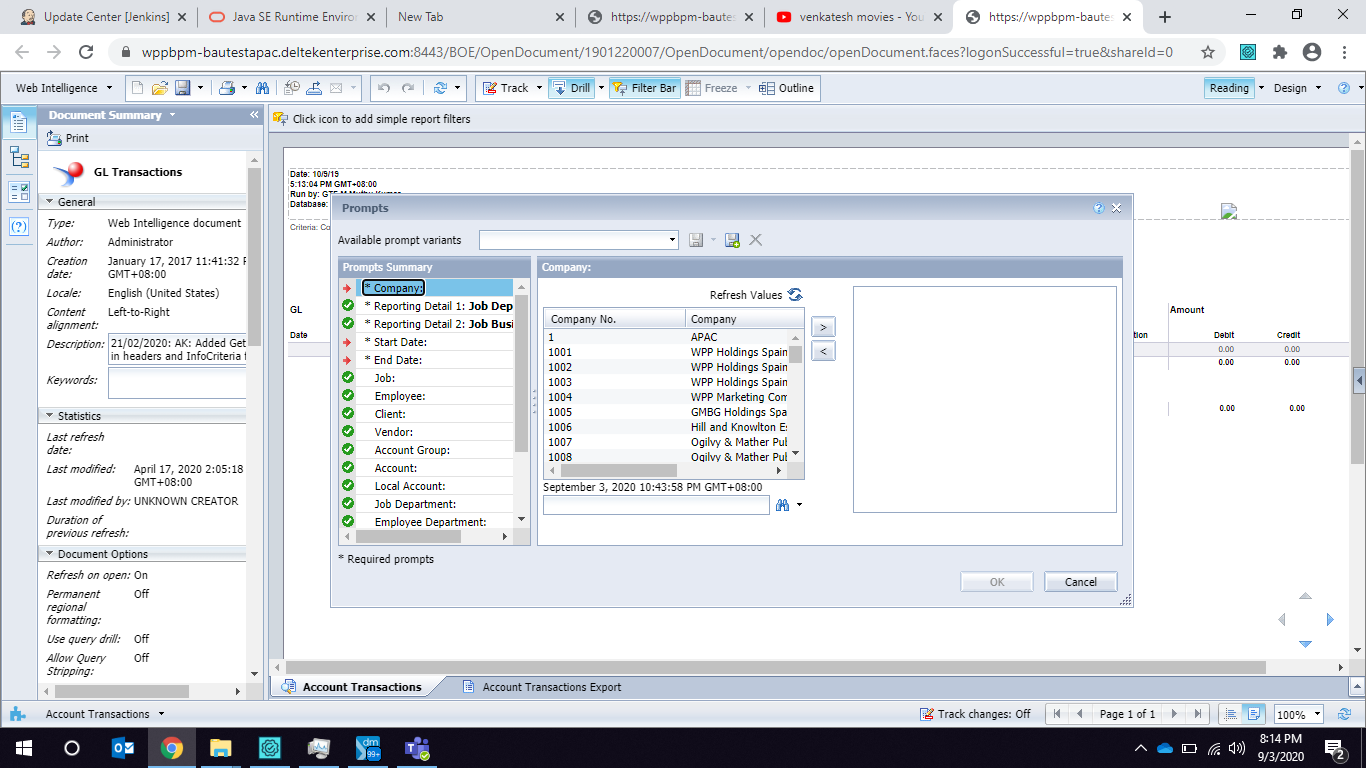 Update Center [Jenkins]
Java SE Runtime Enviror
New Tab
https://wppbpm-bautes
venkatesh movies - You
https://wppbpm-bautes
wppbpm-bautestapac.deltekenterprise.com:8443/BOE/OpenDocument/1901220007/OpenDocument/opendoc/openDocument.faces?logonSuccessful=true&shareId=0
Web Intelligence
Track
Drill
Filter Bar
Freeze
Outline
Reading
Design
Document Summary
Click icon to add simple report filters
Print
GL Transactions
General
Type: Web Intelligence document
Author: Administrator
Creation date: January 17, 2017 11:41:32 P
GMT+08:00
Locale: English (United States)
Content alignment: Left-to-Right
Description: 21/02/2020: AK: Added Get
in headers and InfoCriteria f
Keywords:
Statistics
Last refresh date:
Last modified: April 17, 2020 2:05:18
GMT+08:00
Last modified by: UNKNOWN CREATOR
Duration of previous refresh:
Document Options
Refresh on open: On
Permanent regional formatting: Off
Use query drill: Off
Allow Query Stripping: Off
Date: 10/9/19
5:13:04 PM GMT+08:00
Run by:
Database:
Criteria: Co
GL
Date
Amount
tion
Debit
Credit
0.00 0.00
0.00 0.00
0.00 0.00
Prompts
Available prompt variants
Prompts Summary
* Company:
* Reporting Detail 1: Job Dep
* Reporting Detail 2: Job Busi
* Start Date:
* End Date:
Job:
Employee:
Client:
Vendor:
Account Group:
Account:
Local Account:
Job Department:
Employee Department:
* Required prompts
Company:
Refresh Values
Company No. Company
1 APAC
1001 WPP Holdings Spain
1002 WPP Holdings Spain
1003 WPP Holdings Spain
1004 WPP Marketing Com
1005 GMBG Holdings Spa
1006 Hill and Knowlton Es
1007 Ogilvy & Mather Pub
1008 Ogilvy & Mather Pub
>
<
September 3, 2020 10:43:58 PM GMT+08:00
OK
Cancel
Account Transactions
Account Transactions Export
Account Transactions
Track changes: Off
Page 1 of 1
100%
dm
99+
8:14 PM
9/3/2020
2